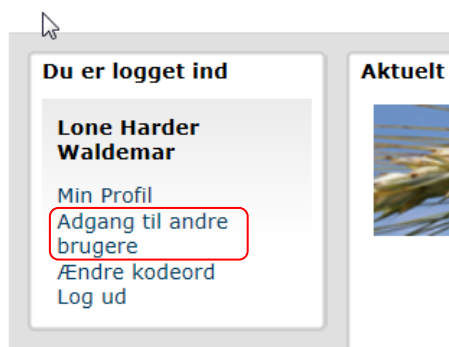 Du er logget ind
Aktuelt
Lone Harder
Waldemar
Min Profil
Adgang til andre
brugere
Ændre kodeord
Log ud